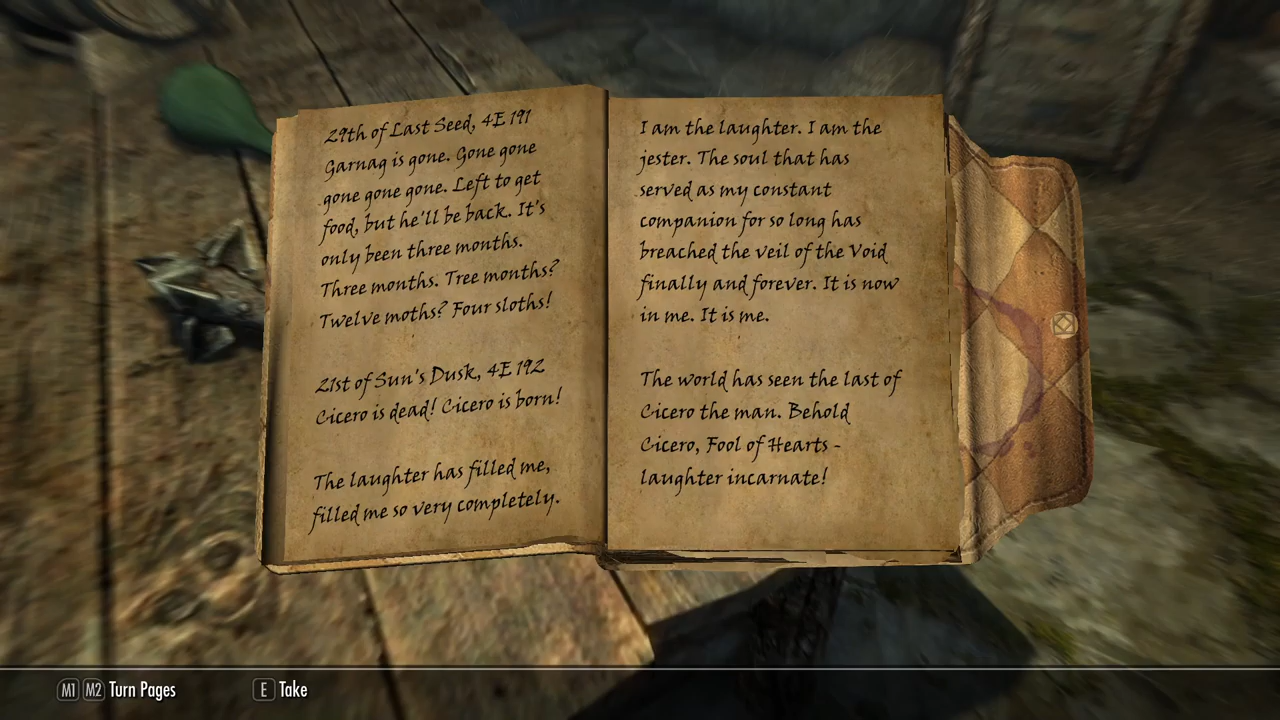 29th of Last Seed, 4E 191
Garnag is gone. Gone gone
gone gone gone. Left to get
food, but he'll be back. It's
only been three months.
Three months. Tree months?
Twelve moths? Four sloths!
21st of Sun's Dusk, 4E 192
Cicero is dead! Cicero is born!
The laughter has filled me,
filled me so very completely.
I am the laughter. I am the
jester. The soul that has
served as my constant
companion for so long has
breached the veil of the Void
finally and forever. It is now
in me. It is me.
The world has seen the last of
Cicero the man. Behold
Cicero, Fool of Hearts -
laughter incarnate!
M1 M2 Turn Pages
E Take